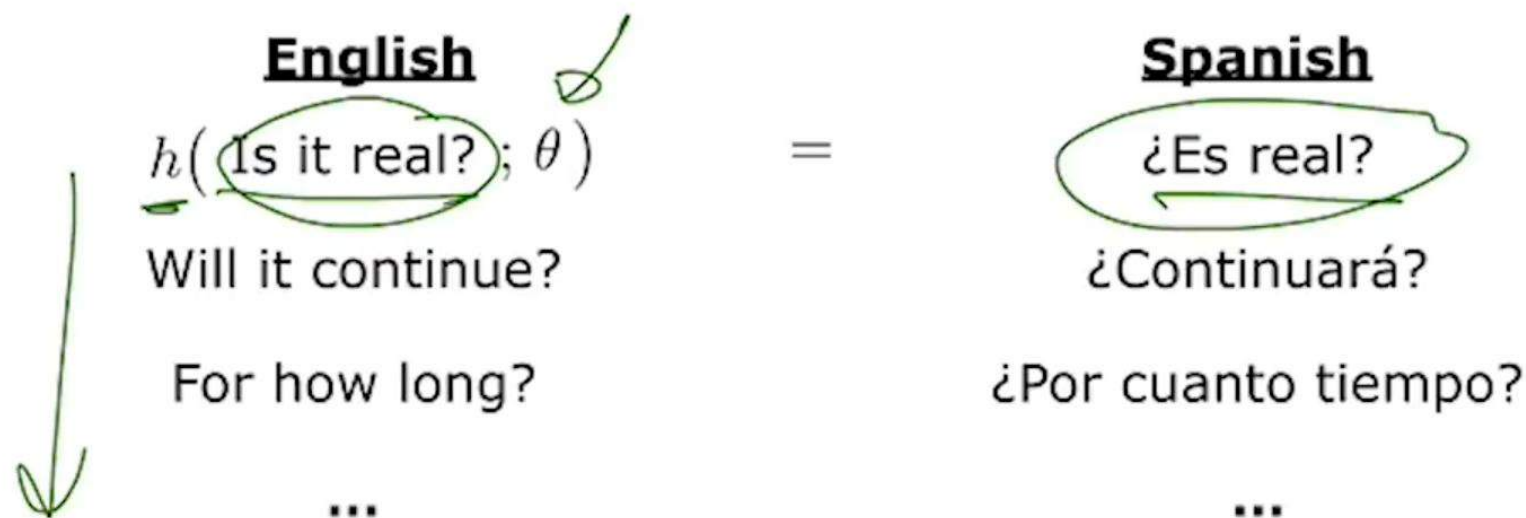 English Spanish
h( Is it real? ; θ ) = ¿Es real?
Will it continue? ¿Continuará?
For how long? ¿Por cuanto tiempo?
... ...